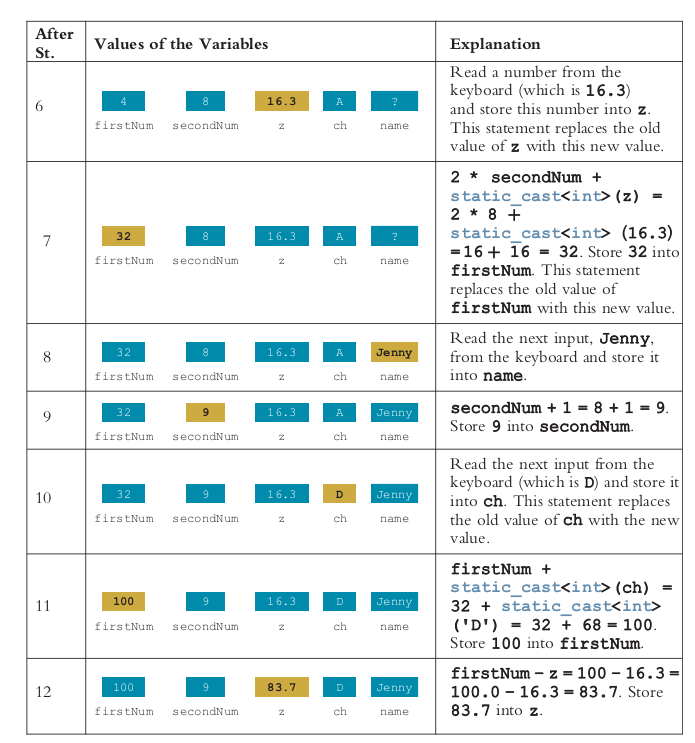 After
St.
Values of the Variables
Explanation
6
4 8 16.3 A ?
firstNum secondNum z ch name
Read a number from the
keyboard (which is 16.3)
and store this number into z.
This statement replaces the old
value of z with this new value.
7
32 8 16.3 A ?
firstNum secondNum z ch name
2 * secondNum +
static_cast<int>(z) =
2 * 8 +
static_cast<int> (16.3)
=16+ 16 = 32. Store 32 into
firstNum. This statement
replaces the old value of
firstNum with this new value.
8
32 8 16.3 A Jenny
firstNum secondNum z ch name
Read the next input, Jenny,
from the keyboard and store it
into name.
9
32 9 16.3 A Jenny
firstNum secondNum z ch name
secondNum + 1 = 8 + 1 = 9.
Store 9 into secondNum.
10
32 9 16.3 D Jenny
firstNum secondNum z ch name
Read the next input from the
keyboard (which is D) and store it
into ch. This statement replaces
the old value of ch with the new
value.
11
100 9 16.3 D Jenny
firstNum secondNum z ch name
firstNum +
static_cast<int>(ch) =
32 + static_cast<int>
('D') = 32 + 68 = 100.
Store 100 into firstNum.
12
100 9 83.7 D Jenny
firstNum secondNum z ch name
firstNum – z = 100 – 16.3 =
100.0 – 16.3 = 83.7. Store
83.7 into z.